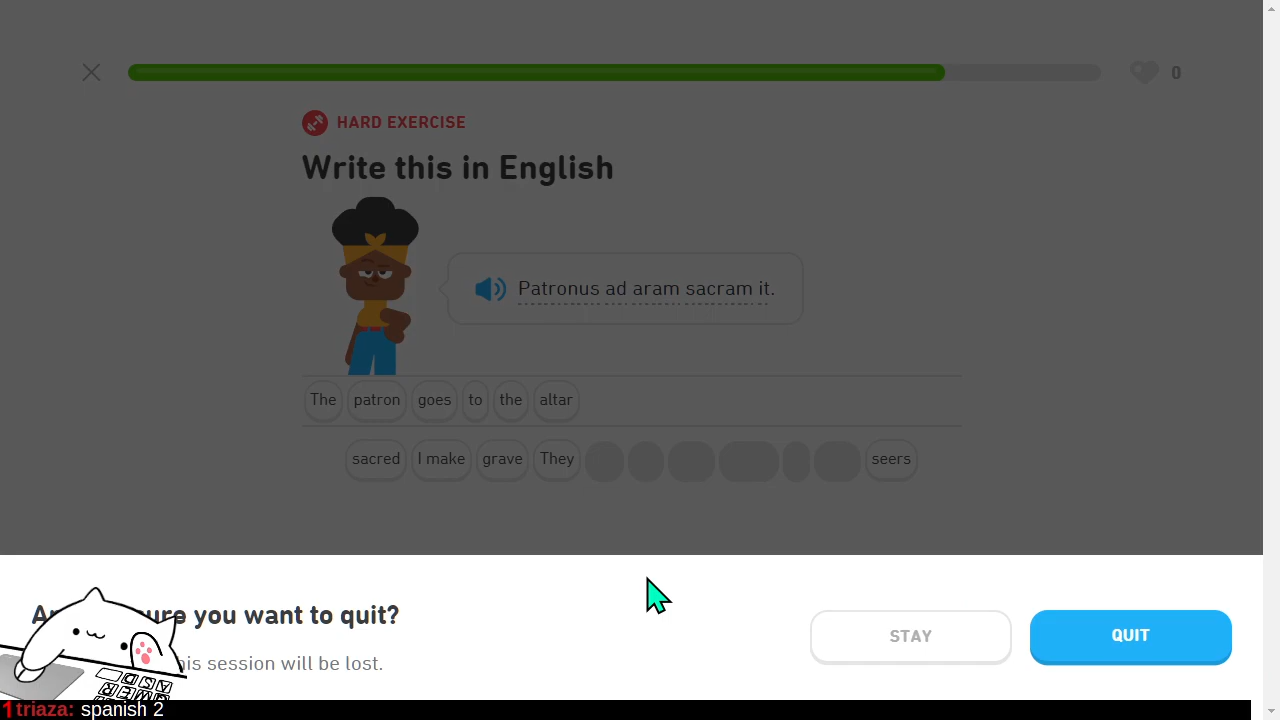 0
HARD EXERCISE
Write this in English
Patronus ad aram sacram it.
The patron goes to the altar
sacred I make grave They seers
sure you want to quit?
his session will be lost.
STAY
QUIT
triaza: spanish 2